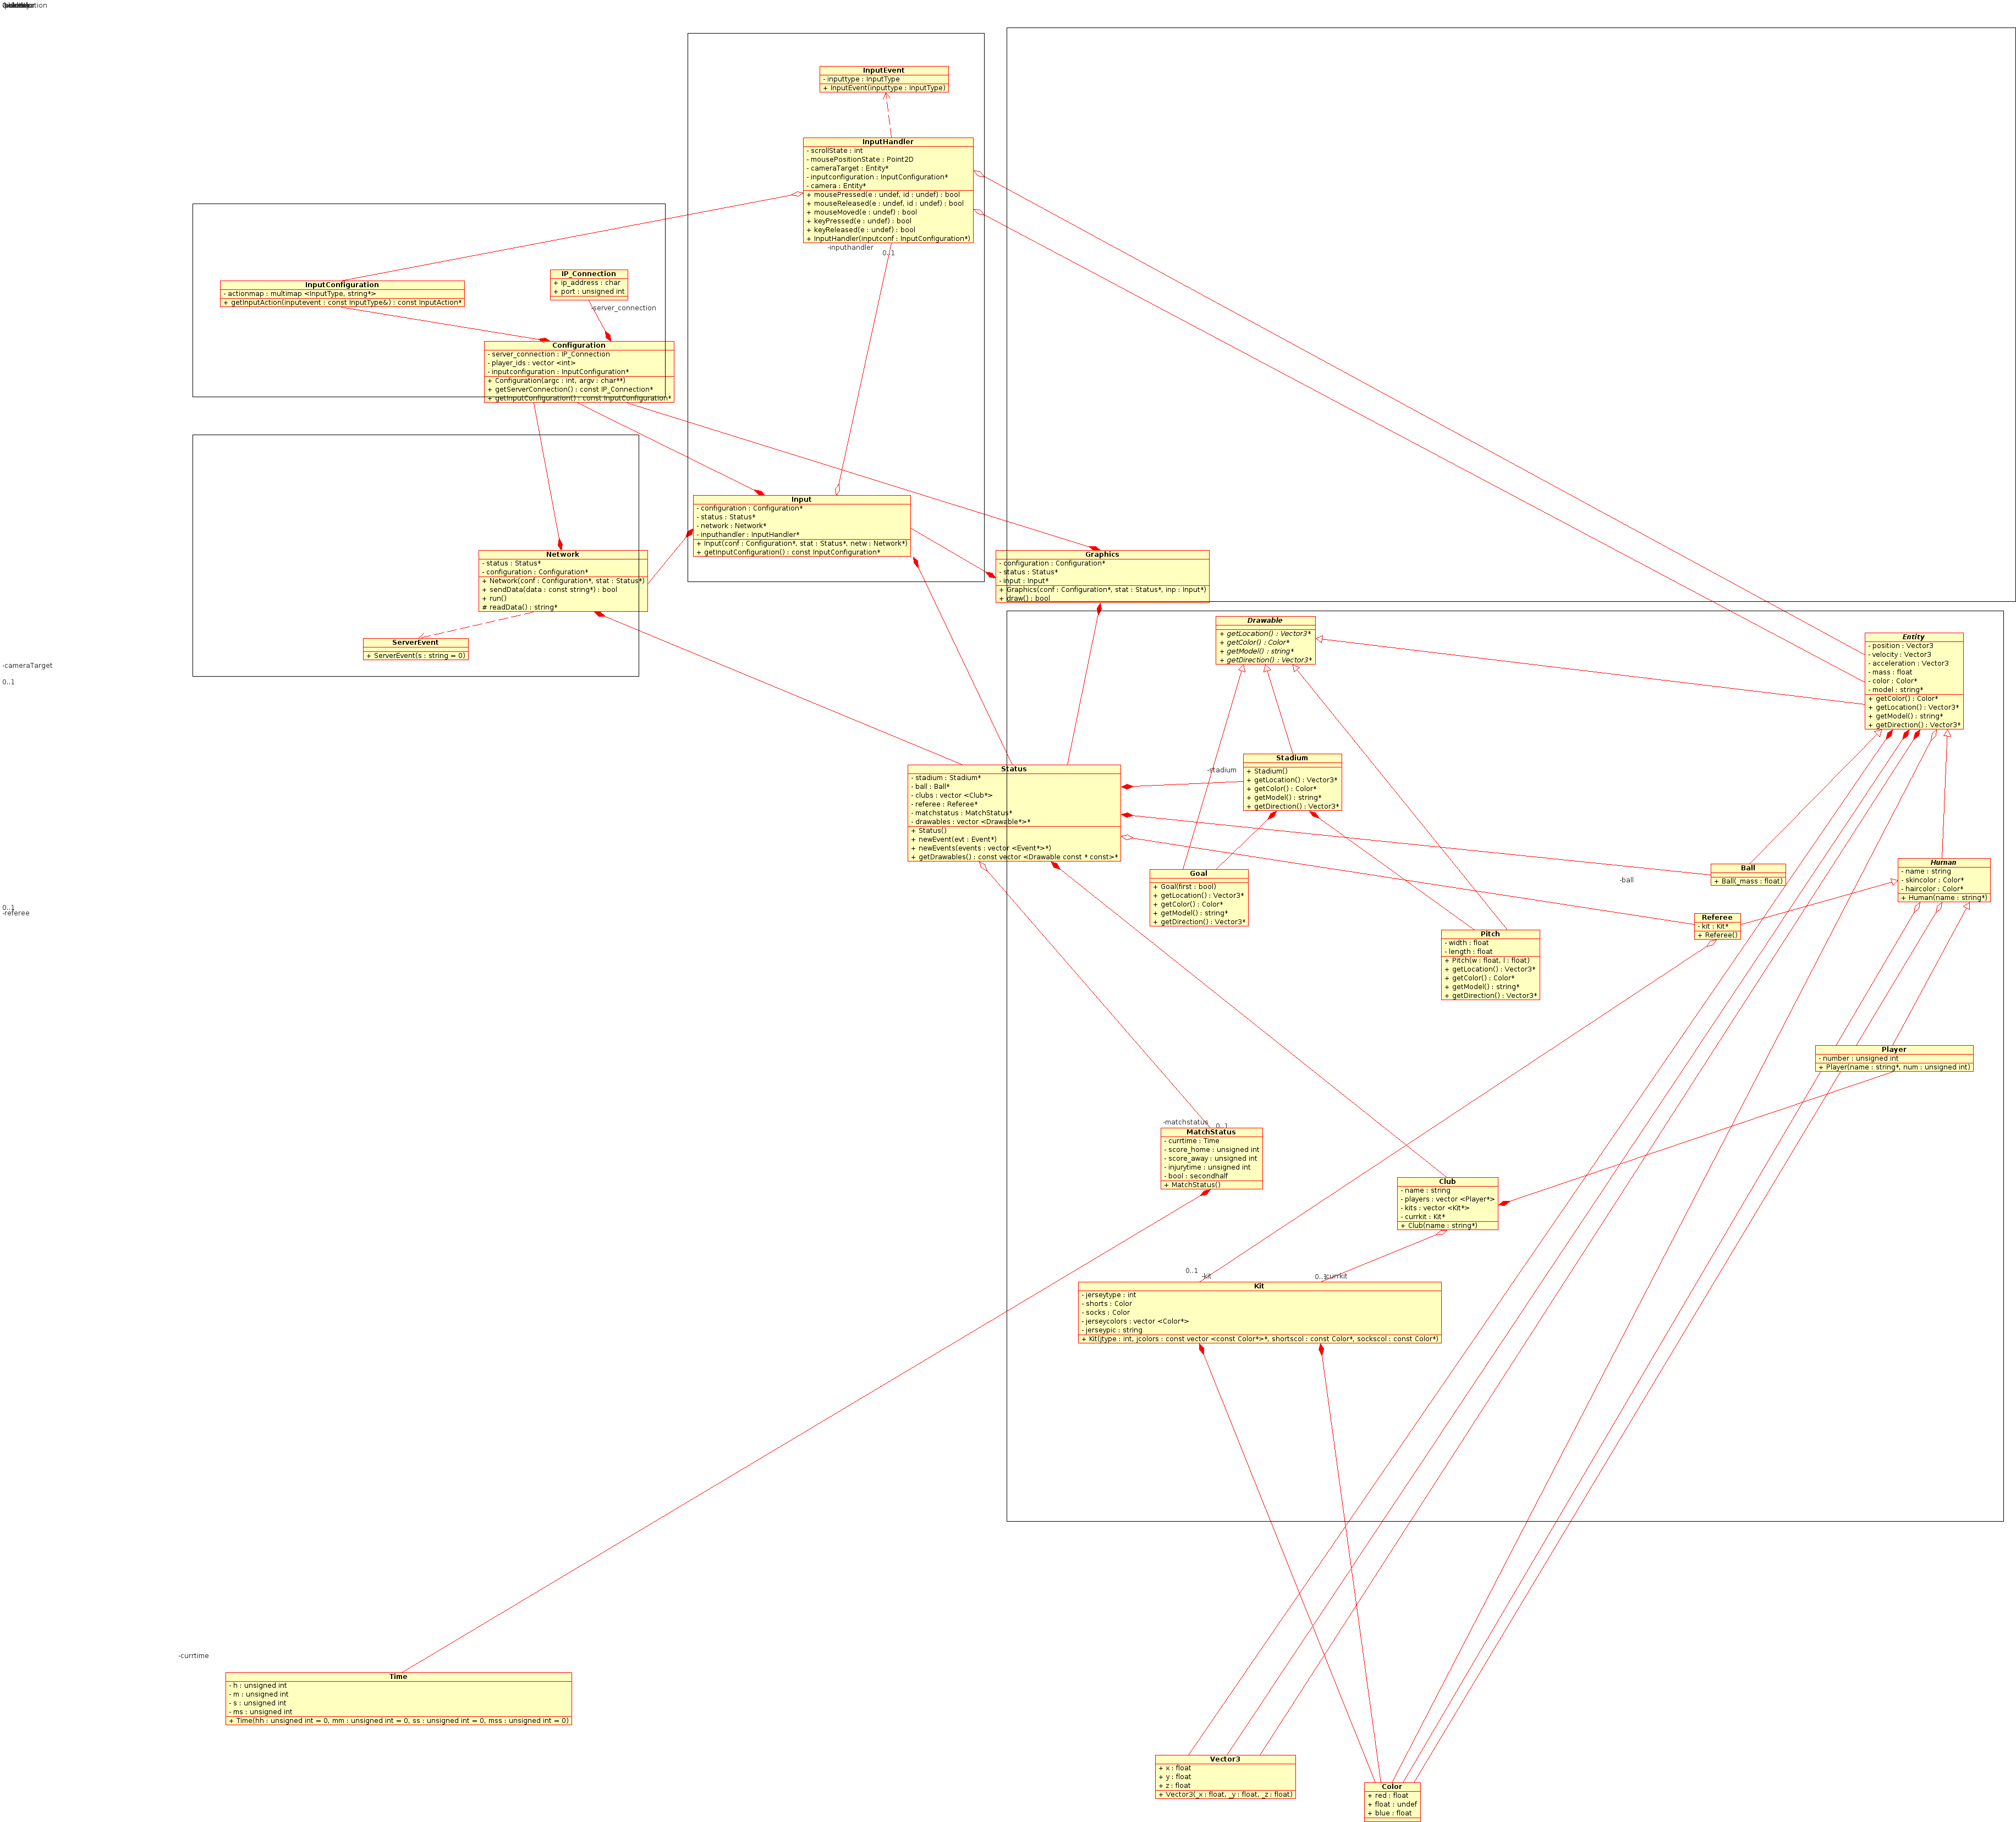 InputEvent
- inputtype : InputType
+ InputEvent(inputtype : InputType)
InputHandler
- scrollState : int
- mousePositionState : Point2D
- cameraTarget : Entity*
- inputconfiguration : InputConfiguration*
- camera : Entity*
+ mousePressed(e : undef, id : undef) : bool
+ mouseReleased(e : undef, id : undef) : bool
+ mouseMoved(e : undef) : bool
+ keyPressed(e : undef) : bool
+ keyReleased(e : undef) : bool
+ InputHandler(inputconf : InputConfiguration*)
-inputhandler
0..1
InputConfiguration
- actionmap : multimap <InputType, string*>
+ getInputAction(inputevent : const InputType&) : const InputAction*
IP_Connection
+ ip_address : char
+ port : unsigned int
-server_connection
Configuration
- server_connection : IP_Connection
- player_ids : vector <int>
- inputconfiguration : InputConfiguration*
+ Configuration(argc : int, argv : char**)
+ getServerConnection() : const IP_Connection*
+ getInputConfiguration() : const InputConfiguration*
Input
- configuration : Configuration*
- status : Status*
- network : Network*
- inputhandler : InputHandler*
+ Input(conf : Configuration*, stat : Status*, netw : Network*)
+ getInputConfiguration() : const InputConfiguration*
Network
- status : Status*
- configuration : Configuration*
+ Network(conf : Configuration*, stat : Status*)
+ sendData(data : const string*) : bool
+ run()
# readData() : string*
Graphics
- configuration : Configuration*
- status : Status*
- input : Input*
+ Graphics(conf : Configuration*, stat : Status*, inp : Input*)
+ draw() : bool
ServerEvent
+ ServerEvent(s : string = 0)
Drawable
+ getLocation() : Vector3*
+ getColor() : Color*
+ getModel() : string*
+ getDirection() : Vector3*
Entity
- position : Vector3
- velocity : Vector3
- acceleration : Vector3
- mass : float
- color : Color*
- model : string*
+ getColor() : Color*
+ getLocation() : Vector3*
+ getModel() : string*
+ getDirection() : Vector3*
-cameraTarget
0..1
Status
- stadium : Stadium*
- ball : Ball*
- clubs : vector <Club*>
- referee : Referee*
- matchstatus : MatchStatus*
- drawables : vector <Drawable*>*
+ Status()
+ newEvent(evt : Event*)
+ newEvents(events : vector <Event*>*)
+ getDrawables() : const vector <Drawable const * const>*
-stadium
Stadium
+ Stadium()
+ getLocation() : Vector3*
+ getColor() : Color*
+ getModel() : string*
+ getDirection() : Vector3*
Goal
+ Goal(first : bool)
+ getLocation() : Vector3*
+ getColor() : Color*
+ getModel() : string*
+ getDirection() : Vector3*
Ball
+ Ball(_mass : float)
-ball
Human
- name : string
- skincolor : Color*
- haircolor : Color*
+ Human(name : string*)
0..1
-referee
Referee
- kit : Kit*
+ Referee()
Pitch
- width : float
- length : float
+ Pitch(w : float, l : float)
+ getLocation() : Vector3*
+ getColor() : Color*
+ getModel() : string*
+ getDirection() : Vector3*
Player
- number : unsigned int
+ Player(name : string*, num : unsigned int)
-matchstatus
0..1
MatchStatus
- currtime : Time
- score_home : unsigned int
- score_away : unsigned int
- injurytime : unsigned int
- bool : secondhalf
+ MatchStatus()
Club
- name : string
- players : vector <Player*>
- kits : vector <Kit*>
- currkit : Kit*
+ Club(name : string*)
0..1
-kit
0..1
-currkit
Kit
- jerseytype : int
- shorts : Color
- socks : Color
- jerseycolors : vector <Color*>
- jerseypic : string
+ Kit(jtype : int, jcolors : const vector <const Color*>*, shortscol : const Color*, sockscol : const Color*)
-currtime
Time
- h : unsigned int
- m : unsigned int
- s : unsigned int
- ms : unsigned int
+ Time(hh : unsigned int = 0, mm : unsigned int = 0, ss : unsigned int = 0, mss : unsigned int = 0)
Vector3
+ x : float
+ y : float
+ z : float
+ Vector3(_x : float, _y : float, _z : float)
Color
+ red : float
+ float : undef
+ blue : float